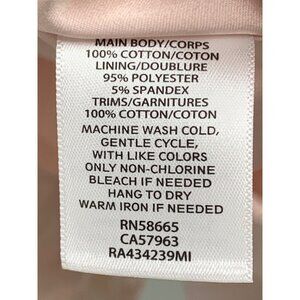 MAIN BODY/CORPS
100% COTTON/COTON
LINING/DOUBLURE
95% POLYESTER
5% SPANDEX
TRIMS/GARNITURES
100% COTTON/COTON
MACHINE WASH COLD,
GENTLE CYCLE,
WITH LIKE COLORS
ONLY NON-CHLORINE
BLEACH IF NEEDED
HANG TO DRY
WARM IRON IF NEEDED
RN58665
CA57963
RA434239MI